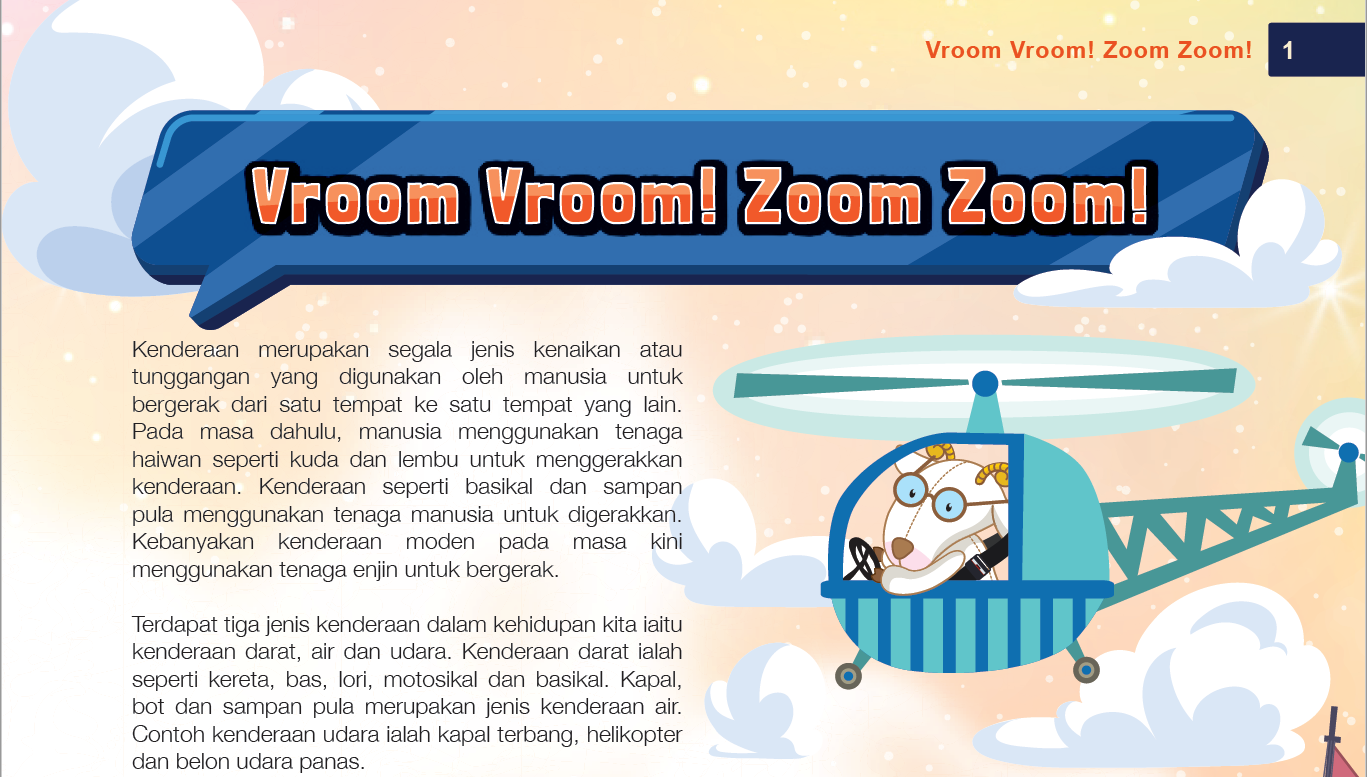 Vroom Vroom! Zoom Zoom!
1
Vroom Vroom! Zoom Zoom!
Kenderaan merupakan segala jenis kenaikan atau
tunggangan yang digunakan oleh manusia untuk
bergerak dari satu tempat ke satu tempat yang lain.
Pada masa dahulu, manusia menggunakan tenaga
haiwan seperti kuda dan lembu untuk menggerakkan
kenderaan. Kenderaan seperti basikal dan sampan
pula menggunakan tenaga manusia untuk digerakkan.
Kebanyakan kenderaan moden pada masa kini
menggunakan tenaga enjin untuk bergerak.
Terdapat tiga jenis kenderaan dalam kehidupan kita iaitu
kenderaan darat, air dan udara. Kenderaan darat ialah
seperti kereta, bas, lori, motosikal dan basikal. Kapal,
bot dan sampan pula merupakan jenis kenderaan air.
Contoh kenderaan udara ialah kapal terbang, helikopter
dan belon udara panas.